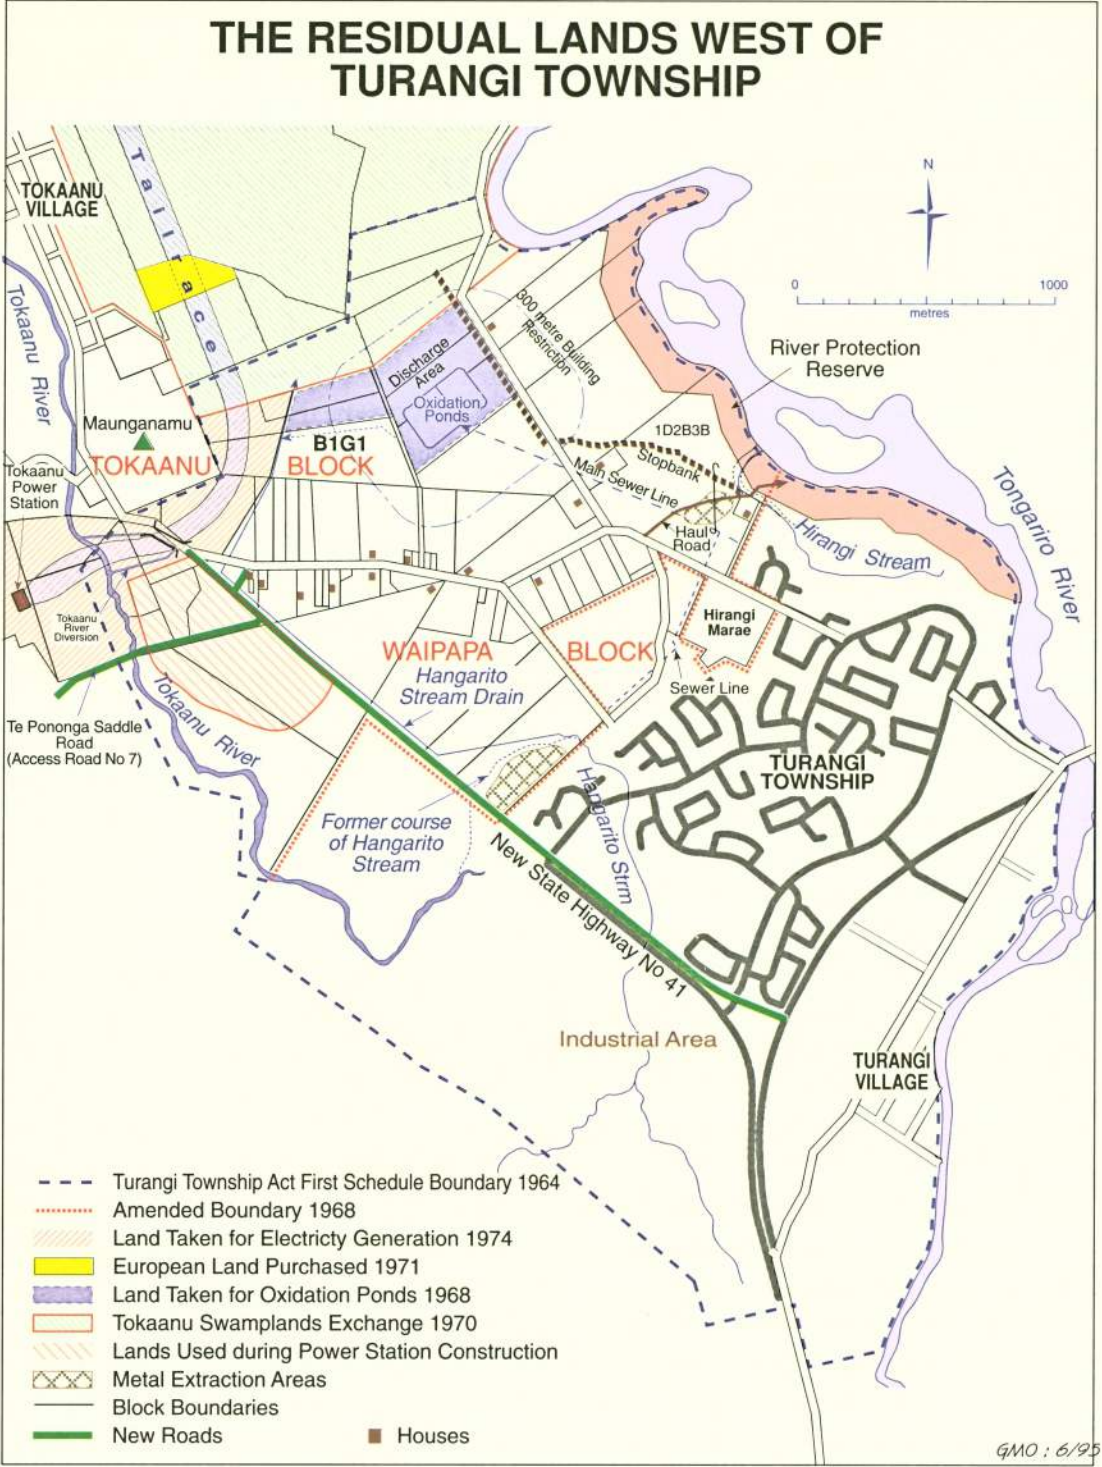 THE RESIDUAL LANDS WEST OF
TURANGI TOWNSHIP
TOKAANU
VILLAGE
Tailrace
N
0
1000
metres
Tokaanu River
300 metre Building
Restriction
Discharge
Area
Oxidation
Ponds
River Protection
Reserve
Maunganamu
TOKAANU
B1G1
BLOCK
1D2B3B
Stopbank
Main Sewer Line
Tokaanu
Power
Station
Haul
Road
Hirangi Stream
Tongariro River
Tokaanu
River
Diversion
WAIPAPA
BLOCK
Hirangi
Marae
Hangarito
Stream Drain
Sewer Line
Te Pononga Saddle
Road
(Access Road No 7)
Tokaanu River
TURANGI
TOWNSHIP
Hangarito Strm
Former course
of Hangarito
Stream
New State Highway No 41
Industrial Area
TURANGI
VILLAGE
Turangi Township Act First Schedule Boundary 1964
Amended Boundary 1968
Land Taken for Electricty Generation 1974
European Land Purchased 1971
Land Taken for Oxidation Ponds 1968
Tokaanu Swamplands Exchange 1970
Lands Used during Power Station Construction
Metal Extraction Areas
Block Boundaries
New Roads
Houses
GMO : 6/95